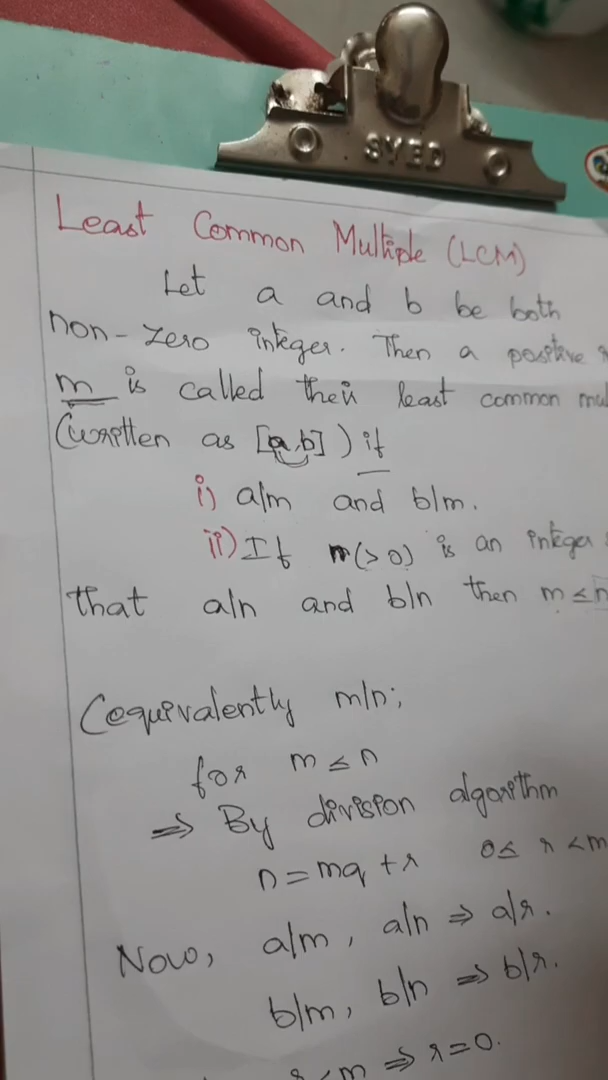 SYED
Least Common Multiple (LCM)
Let a and b be both
non-zero integer. Then a positive
m is called their least common mul
(written as [a,b]) if
i) a/m and b/m.
ii) If m(>0) is an integer
that a/n and b/n then m≤n
(equivalently m/n;
for m≤n
⇒ By division algorithm
n=mq+r 0≤ r<m
Now, a/m, a/n ⇒ a/r.
b/m, b/n ⇒ b/r.
r<m ⇒ r=0.